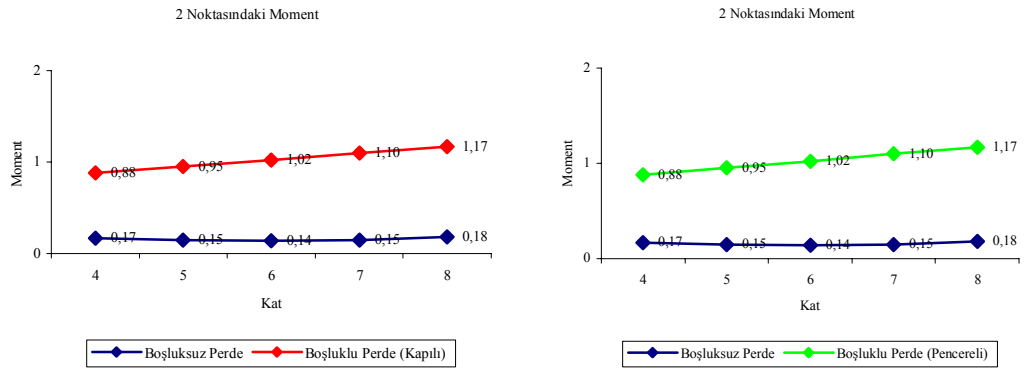 2 Noktasındaki Moment
2
1
0
Moment
0,88
0,95
1,02
1,10
1,17
0,17
0,15
0,14
0,15
0,18
4 5 6 7 8
Kat
Boşluksuz Perde Boşluklu Perde (Kapılı)
2 Noktasındaki Moment
2
1
0
Moment
0,88
0,95
1,02
1,10
1,17
0,17
0,15
0,14
0,15
0,18
4 5 6 7 8
Kat
Boşluksuz Perde Boşluklu Perde (Pencereli)